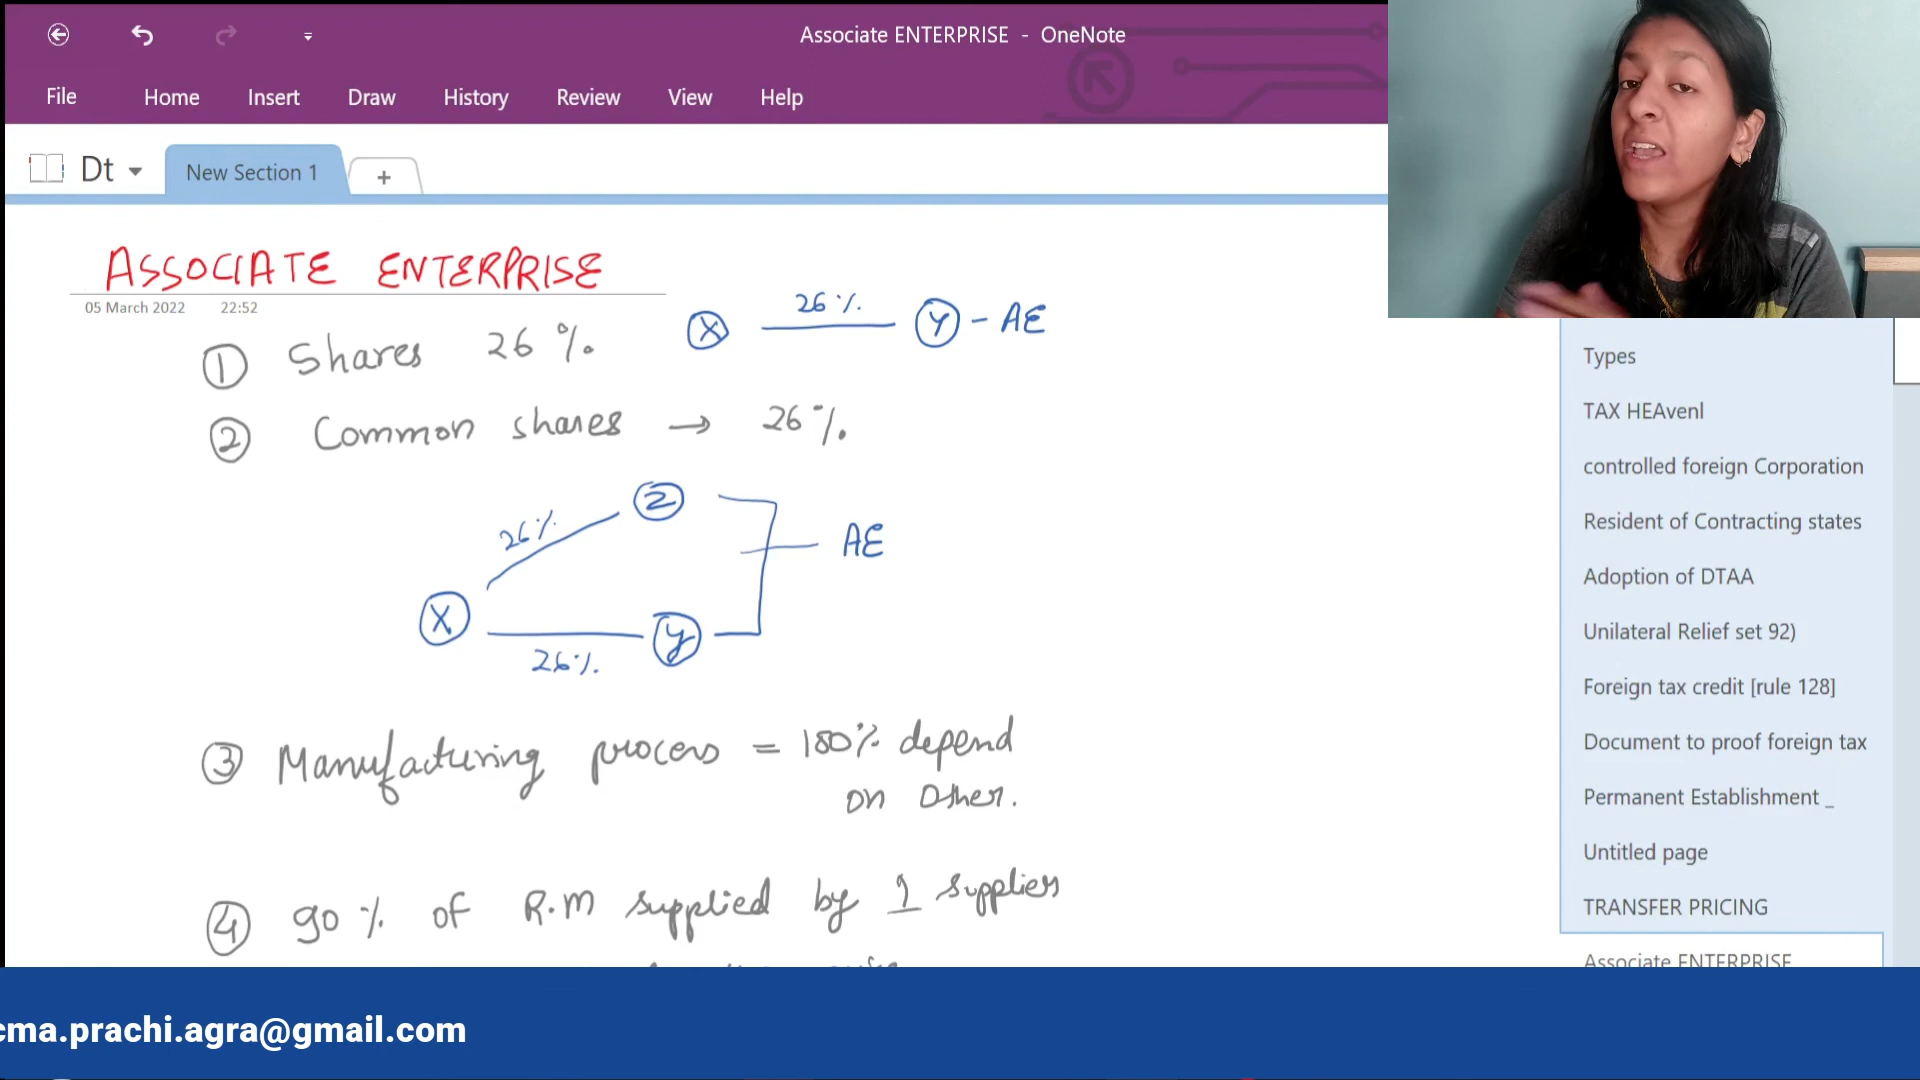 Associate ENTERPRISE - OneNote
File Home Insert Draw History Review View Help
Dt New Section 1 +
ASSOCIATE ENTERPRISE
05 March 2022 22:52
① Shares 26 %.
X 26 %. Y - AE
② Common shares → 26 %.
26 %. Z
AE
X Y
26 %.
③ Manufacturing process = 100 %. depend
on other.
④ 90 % of R.M supplied by 1 suppliers
Types
TAX HEAvenl
controlled foreign Corporation
Resident of Contracting states
Adoption of DTAA
Unilateral Relief set 92)
Foreign tax credit [rule 128]
Document to proof foreign tax
Permanent Establishment _
Untitled page
TRANSFER PRICING
Associate ENTERPRISE
cma.prachi.agra@gmail.com